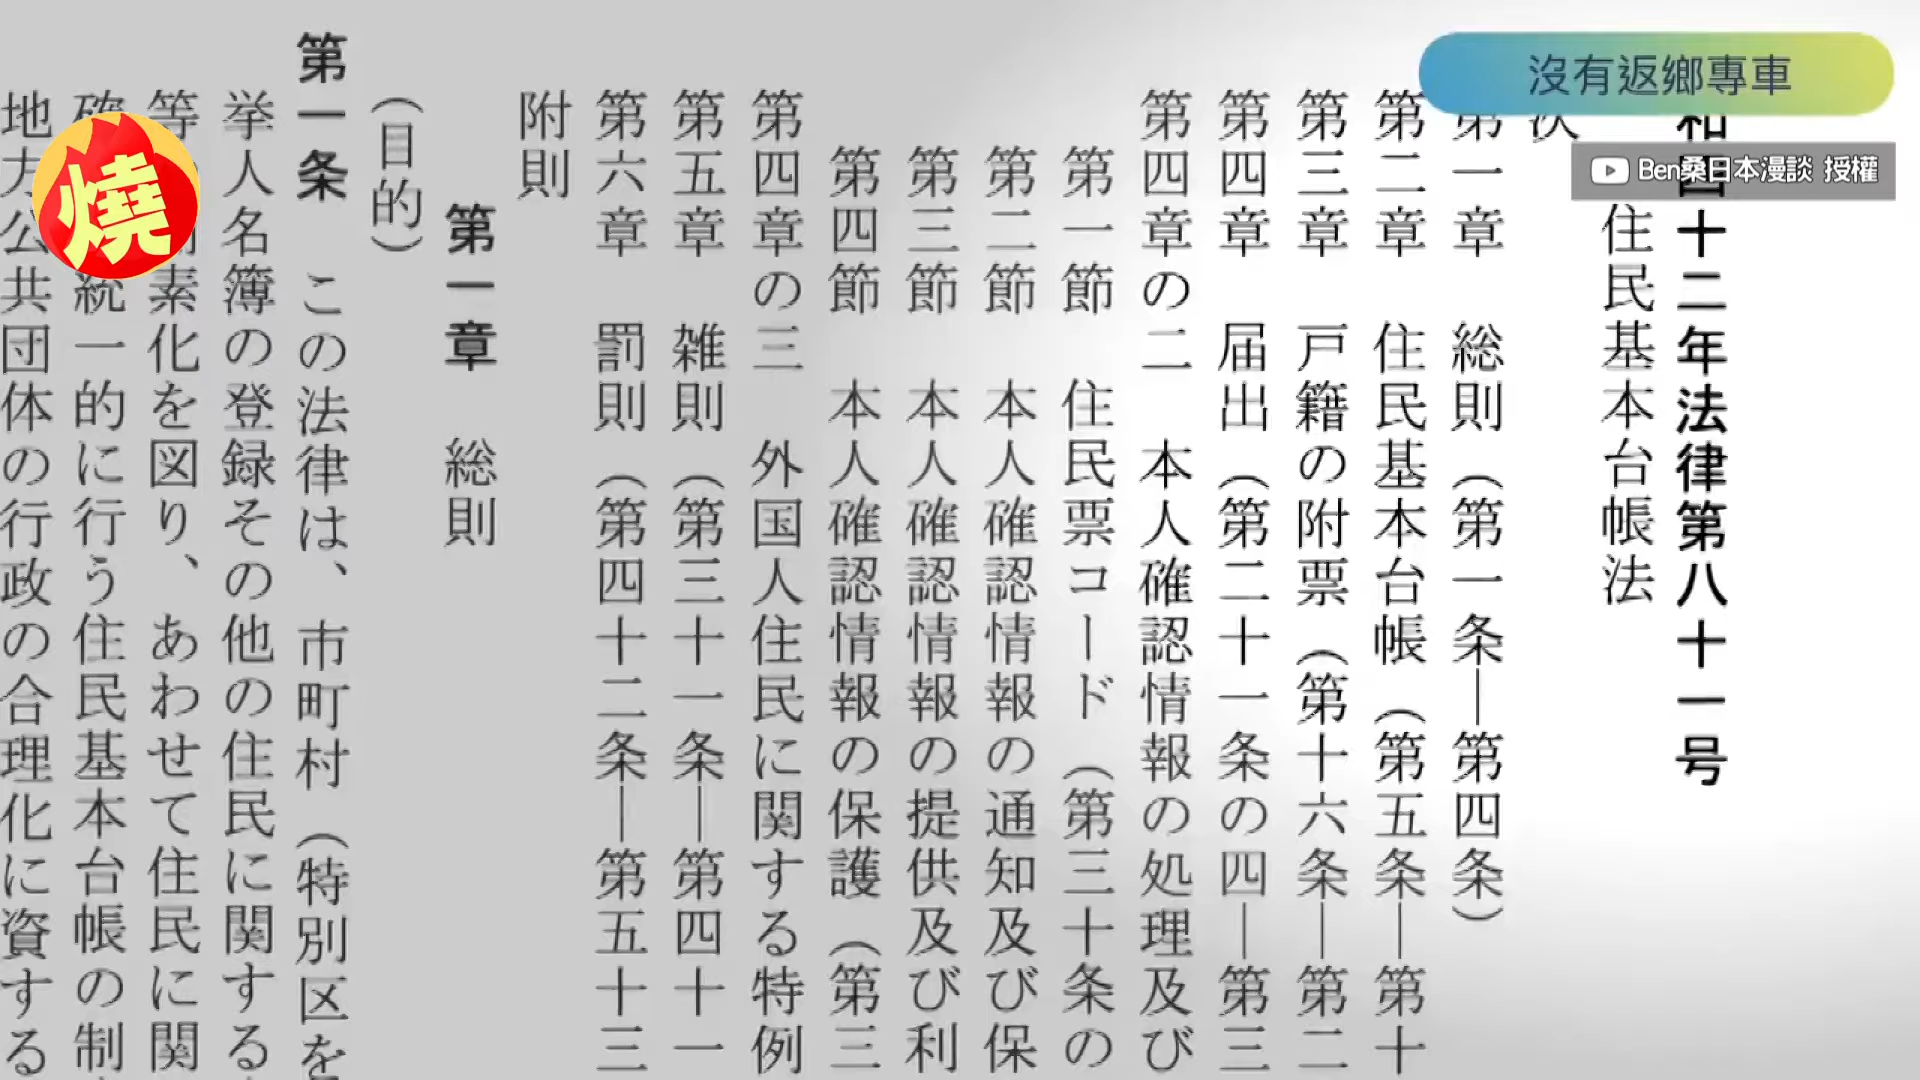 沒有返鄉專車
Ben桑日本漫談 授權
燒
和四十二年法律第八十一号
住民基本台帳法
次
第一章 総則（第一条―第四条）
第二章 住民基本台帳（第五条―第十
第三章 戸籍の附票（第十六条―第二
第四章 届出（第二十一条の四―第三
第四章の二 本人確認情報の処理及び
第一節 住民票コード（第三十条の
第二節 本人確認情報の通知及び保
第三節 本人確認情報の提供及び利
第四節 本人確認情報の保護（第三
第四章の三 外国人住民に関する特例
第五章 雑則（第三十一条―第四十一
第六章 罰則（第四十二条―第五十三
附則
第一章 総則
（目的）
第一条 この法律は、市町村（特別区を
挙人名簿の登録その他の住民に関する
等 素化を図り、あわせて住民に関
確 統一的に行う住民基本台帳の制
地方公共団体の行政の合理化に資する